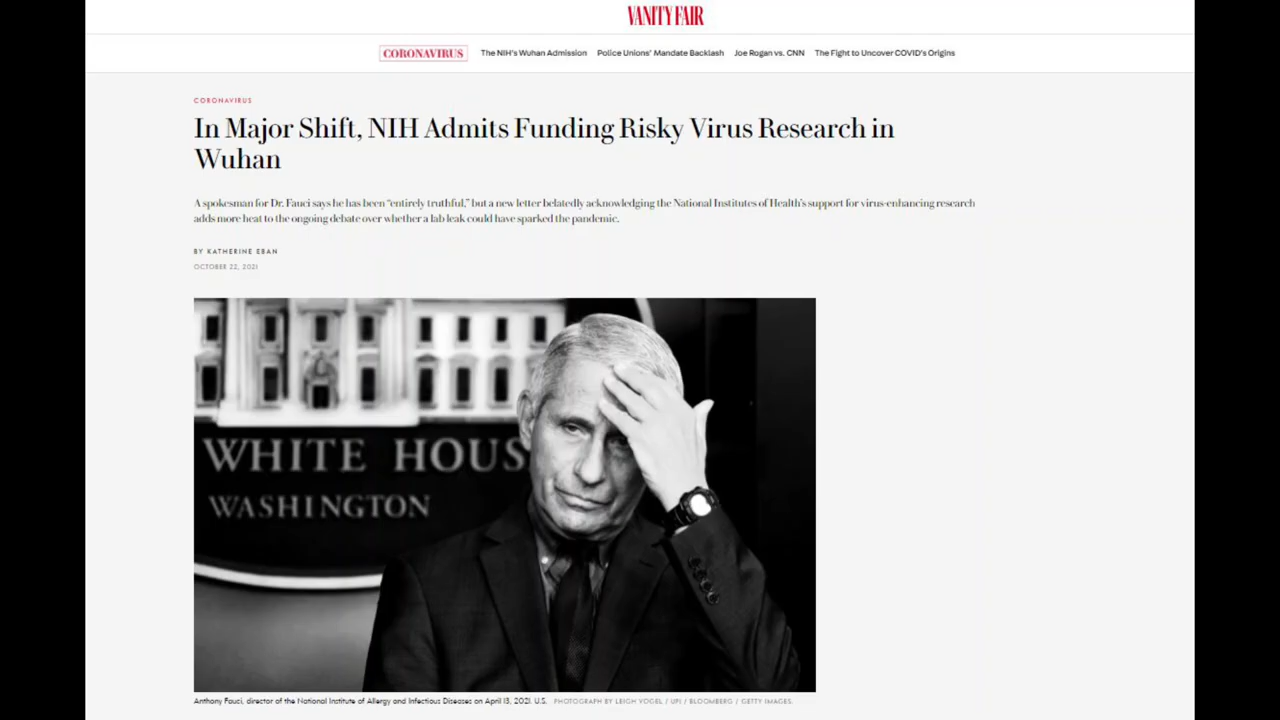 VANITY FAIR
CORONAVIRUS The NIH's Wuhan Admission Police Unions' Mandate Backlash Joe Rogan vs. CNN The Fight to Uncover COVID's Origins
CORONAVIRUS
In Major Shift, NIH Admits Funding Risky Virus Research in
Wuhan
A spokesman for Dr. Fauci says he has been “entirely truthful,” but a new letter belatedly acknowledging the National Institutes of Health's support for virus-enhancing research
adds more heat to the ongoing debate over whether a lab leak could have sparked the pandemic.
BY KATHERINE EBAN
OCTOBER 22, 2021
WHITE HOUS
WASHINGTON
Anthony Fauci, director of the National Institute of Allergy and Infectious Diseases on April 13, 2021. U.S. PHOTOGRAPH BY LEIGH VOGEL / UPI / BLOOMBERG / GETTY IMAGES.